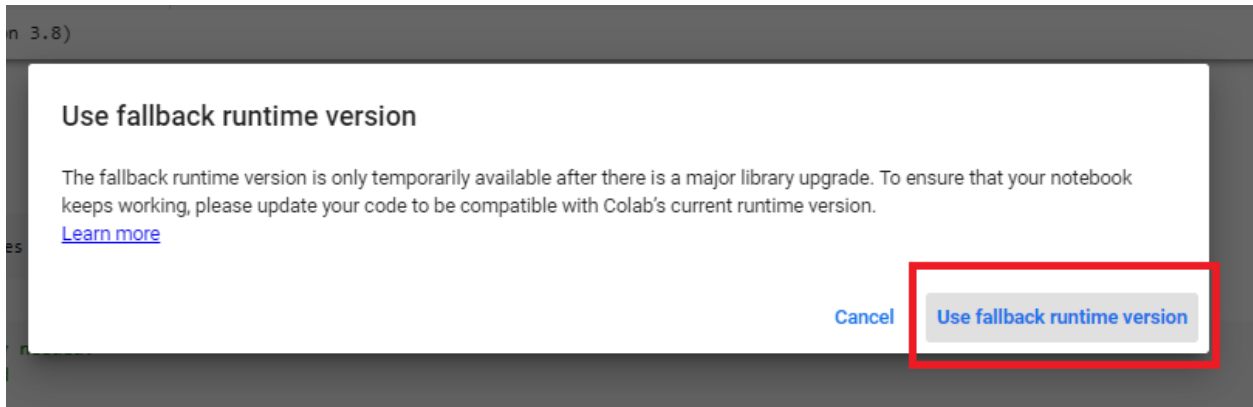 n 3.8)
Use fallback runtime version
The fallback runtime version is only temporarily available after there is a major library upgrade. To ensure that your notebook
keeps working, please update your code to be compatible with Colab's current runtime version.
Learn more
es
Cancel Use fallback runtime version